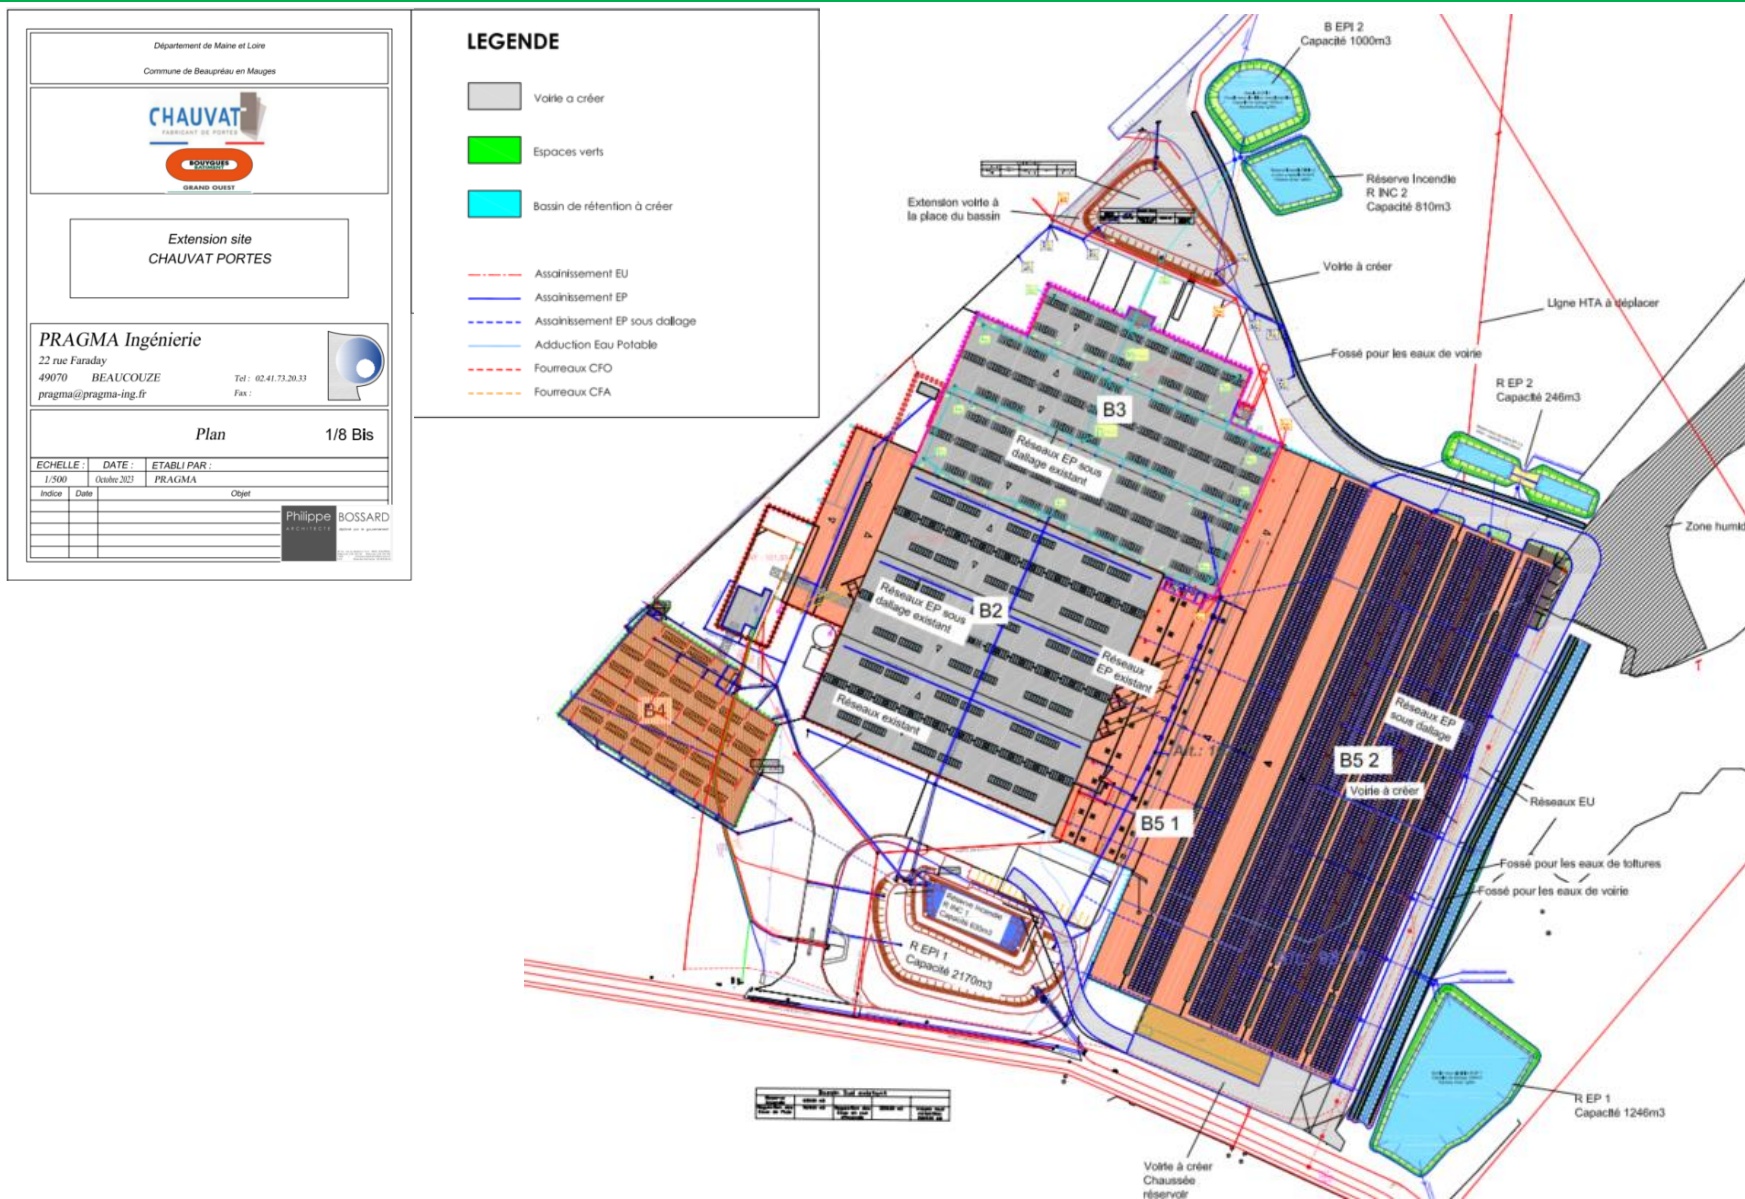 Département de Maine et Loire
Commune de Beaupréau en Mauges
CHAUVAT
FABRICANT DE PORTES
BOUYGUES
BATIMENT
GRAND OUEST
Extension site
CHAUVAT PORTES
PRAGMA Ingénierie
22 rue Faraday
49070 BEAUCOUZE
Tel : 02.41.73.20.33
pragma@pragma-ing.fr
Fax :
Plan
1/8 Bis
ECHELLE : DATE : ETABLI PAR :
1/500 Octobre 2023 PRAGMA
Indice Date Objet
Philippe BOSSARD
ARCHITECTE
LEGENDE
Voirie a créer
Espaces verts
Bassin de rétention à créer
Assainissement EU
Assainissement EP
Assainissement EP sous dallage
Adduction Eau Potable
Fourreaux CFO
Fourreaux CFA
B EPI 2
Capacité 1000m3
Réserve Incendie
R INC 2
Capacité 810m3
Extension voirie à
la place du bassin
Voirie à créer
Ligne HTA à déplacer
Fossé pour les eaux de voirie
R EP 2
Capacité 246m3
Zone humid
B3
Réseaux EP sous
dallage existant
B2
Réseaux EP sous
dallage existant
Réseaux
EP existant
Réseaux existant
B4
Réseaux EP
sous dallage
B5 2
Voirie à créer
B5 1
Réseaux EU
Fossé pour les eaux de toitures
Fossé pour les eaux de voirie
Réserve Incendie
R INC 1
Capacité 630m3
R EPI 1
Capacité 2170m3
R EP 1
Capacité 1246m3
Bassin Sud existant
Voirie à créer
Chaussée
réservoir